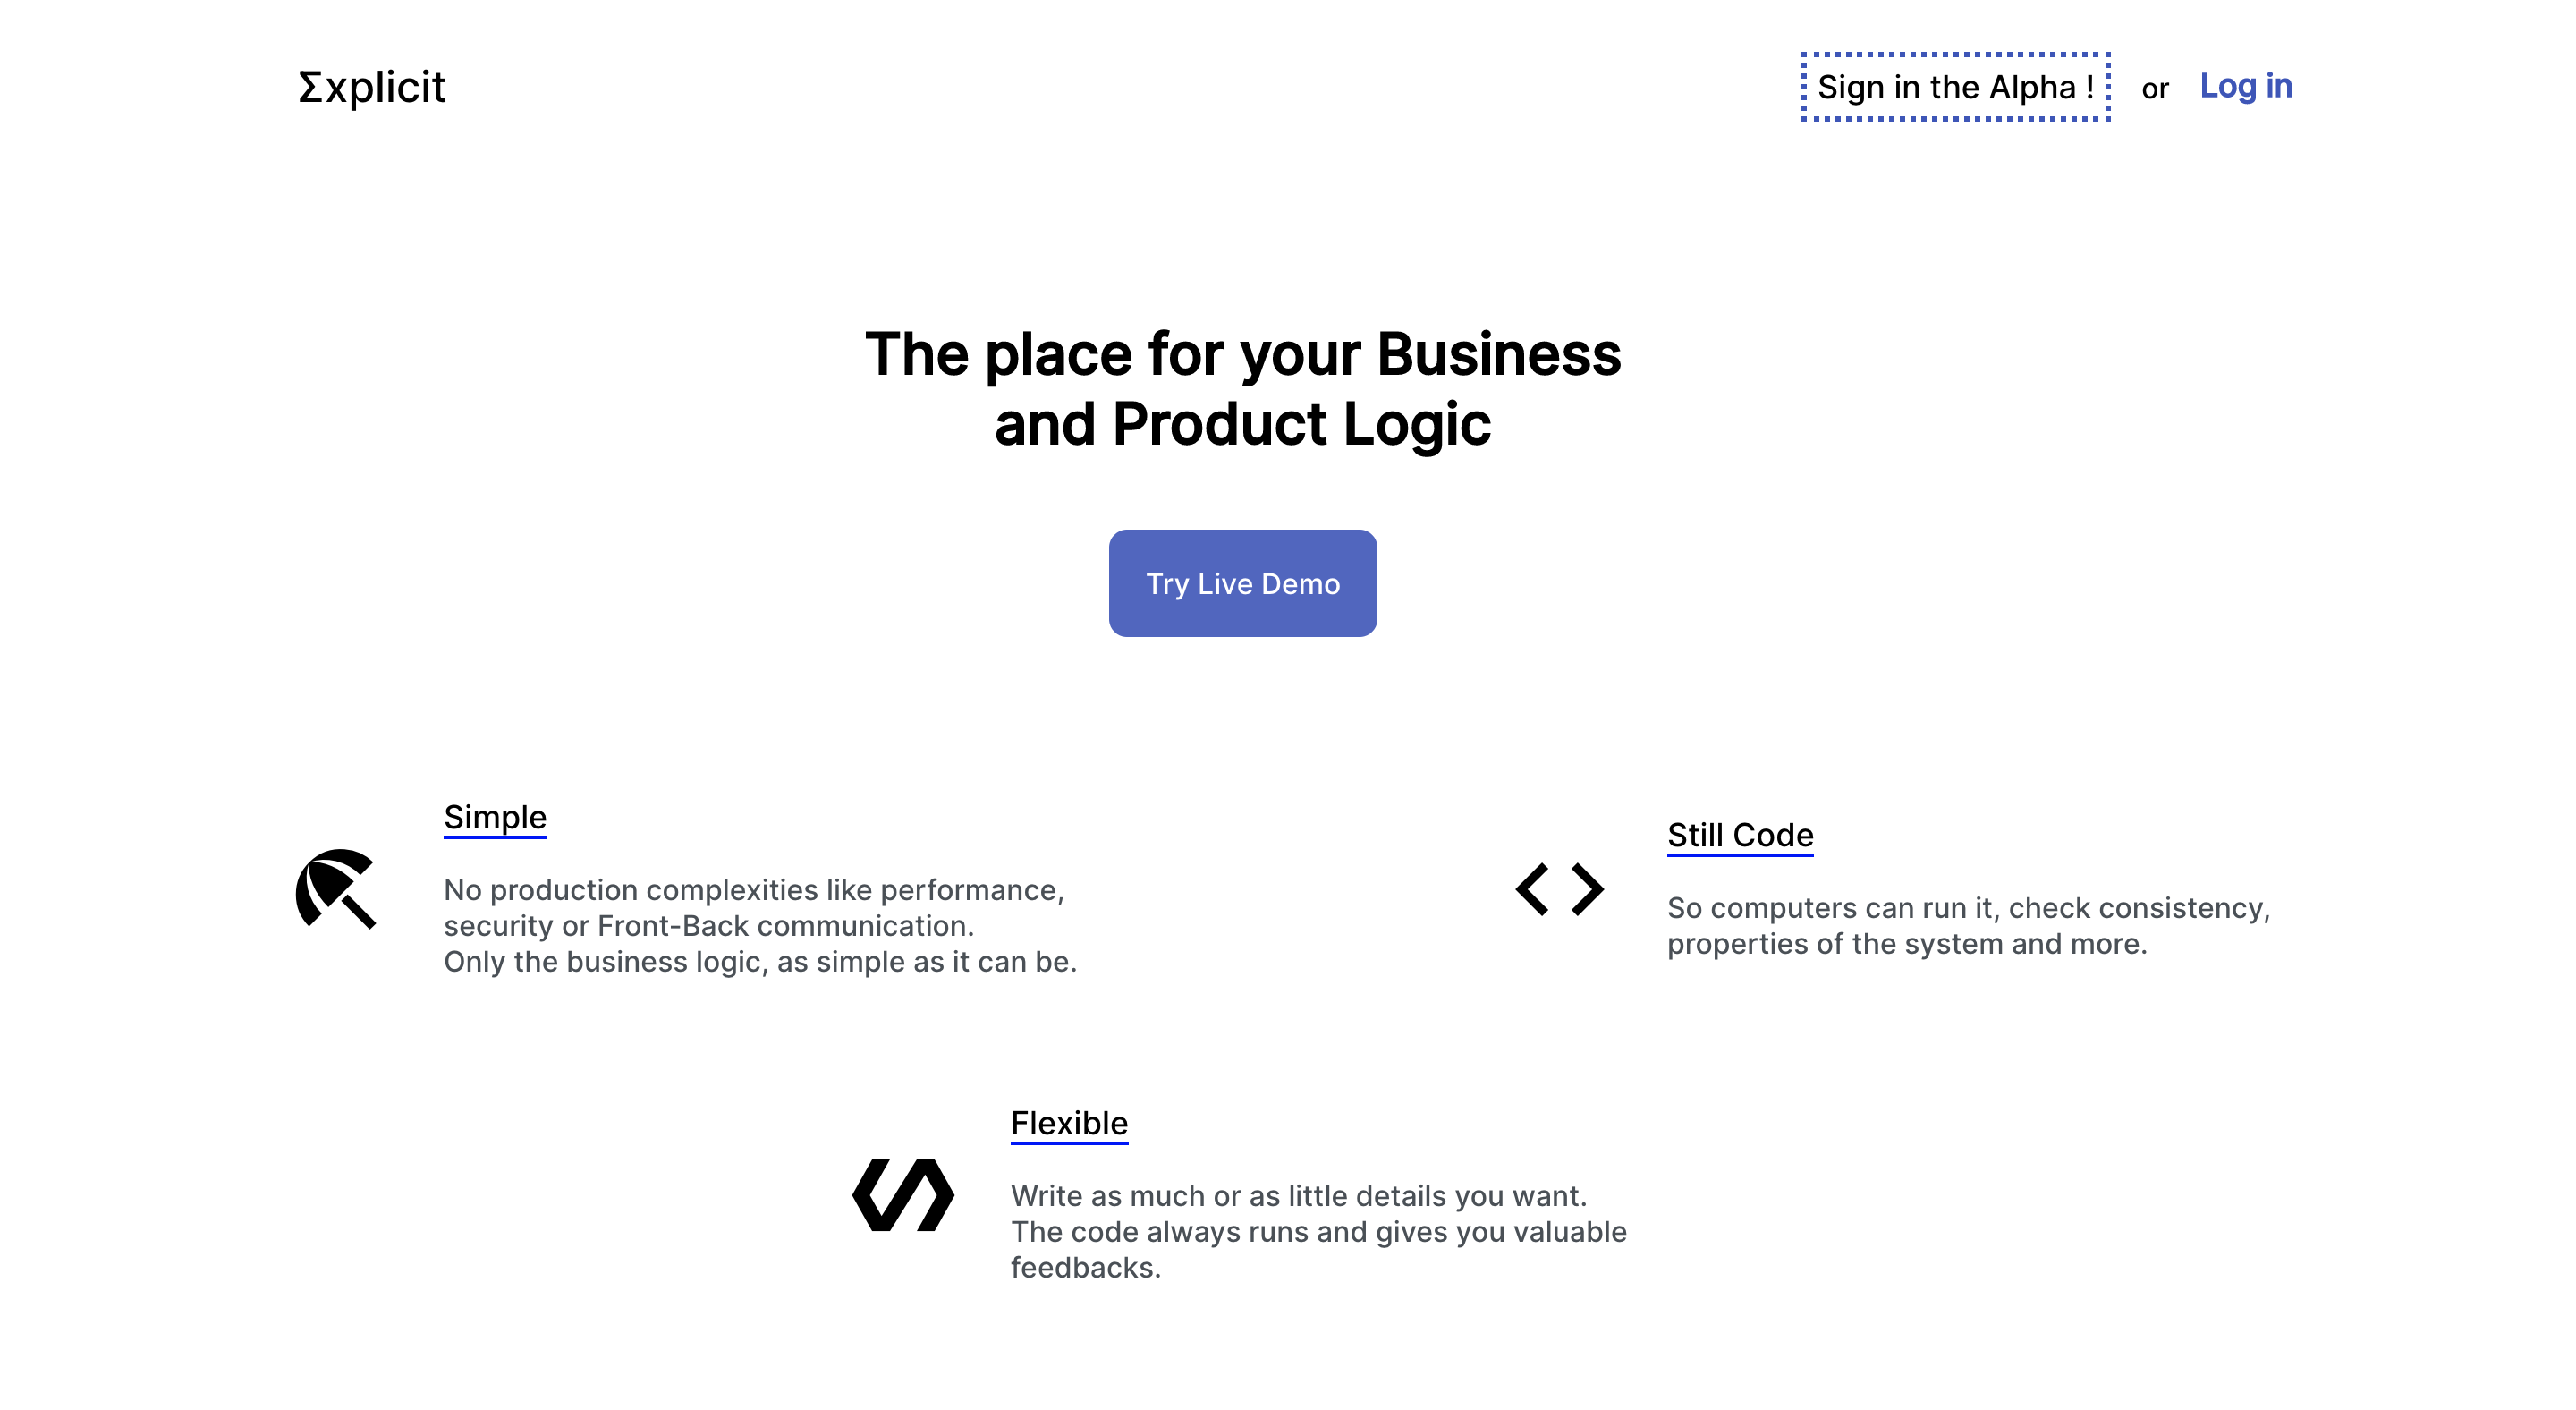 Σxplicit
Sign in the Alpha !
or
Log in
The place for your Business
and Product Logic
Try Live Demo
Simple
No production complexities like performance,
security or Front-Back communication.
Only the business logic, as simple as it can be.
Still Code
So computers can run it, check consistency,
properties of the system and more.
Flexible
Write as much or as little details you want.
The code always runs and gives you valuable
feedbacks.